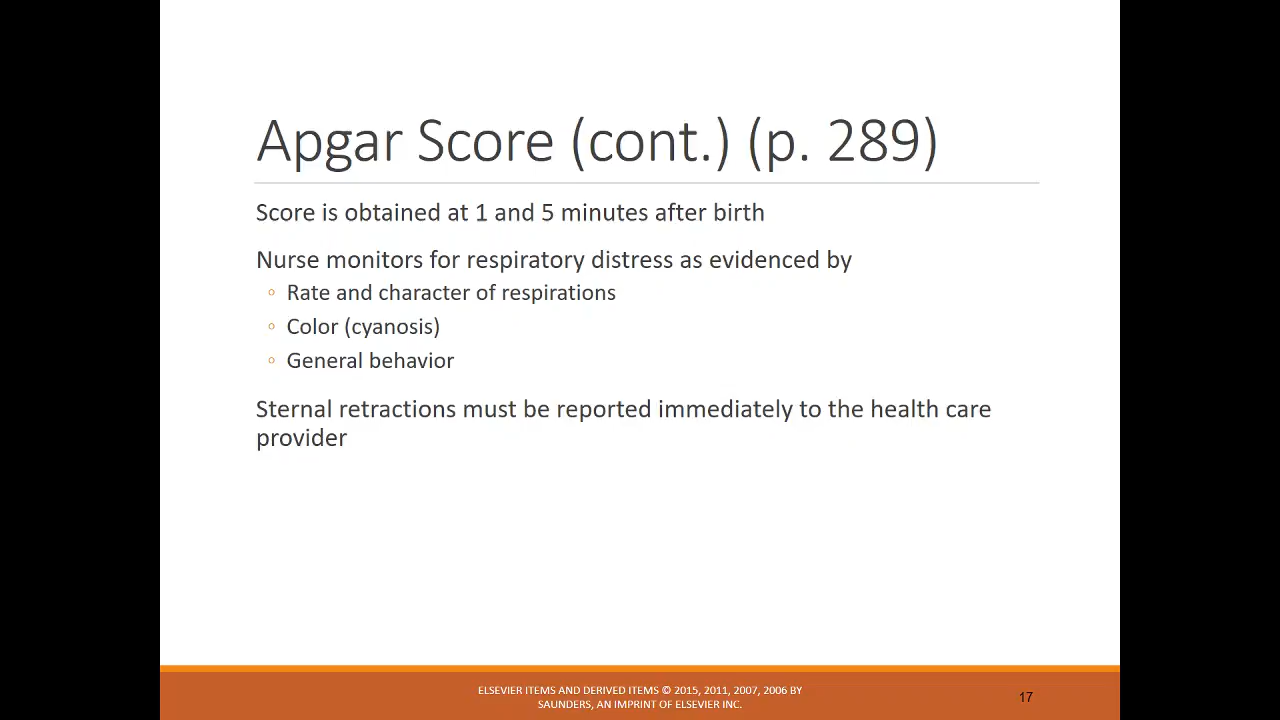 Apgar Score (cont.) (p. 289)
Score is obtained at 1 and 5 minutes after birth
Nurse monitors for respiratory distress as evidenced by
◦ Rate and character of respirations
◦ Color (cyanosis)
◦ General behavior
Sternal retractions must be reported immediately to the health care
provider
ELSEVIER ITEMS AND DERIVED ITEMS © 2015, 2011, 2007, 2006 BY
SAUNDERS, AN IMPRINT OF ELSEVIER INC.
17